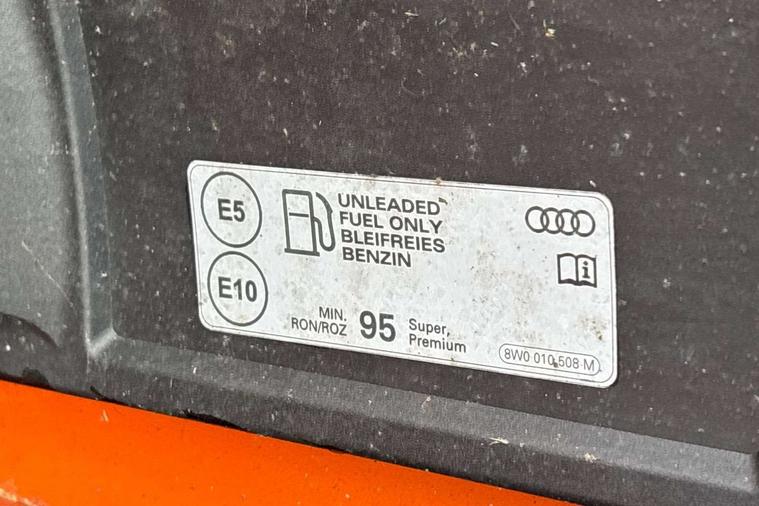 E5
E10
UNLEADED
FUEL ONLY
BLEIFREIES
BENZIN
MIN.
RON/ROZ
95
Super,
Premium
8W0 010 508 M